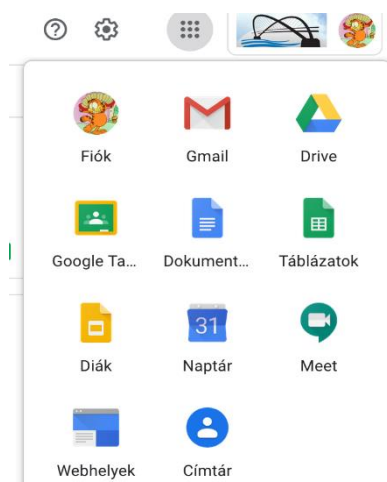 Fiók Gmail Drive
Google Ta... Dokument... Táblázatok
31
Diák Naptár Meet
Webhelyek Címtár